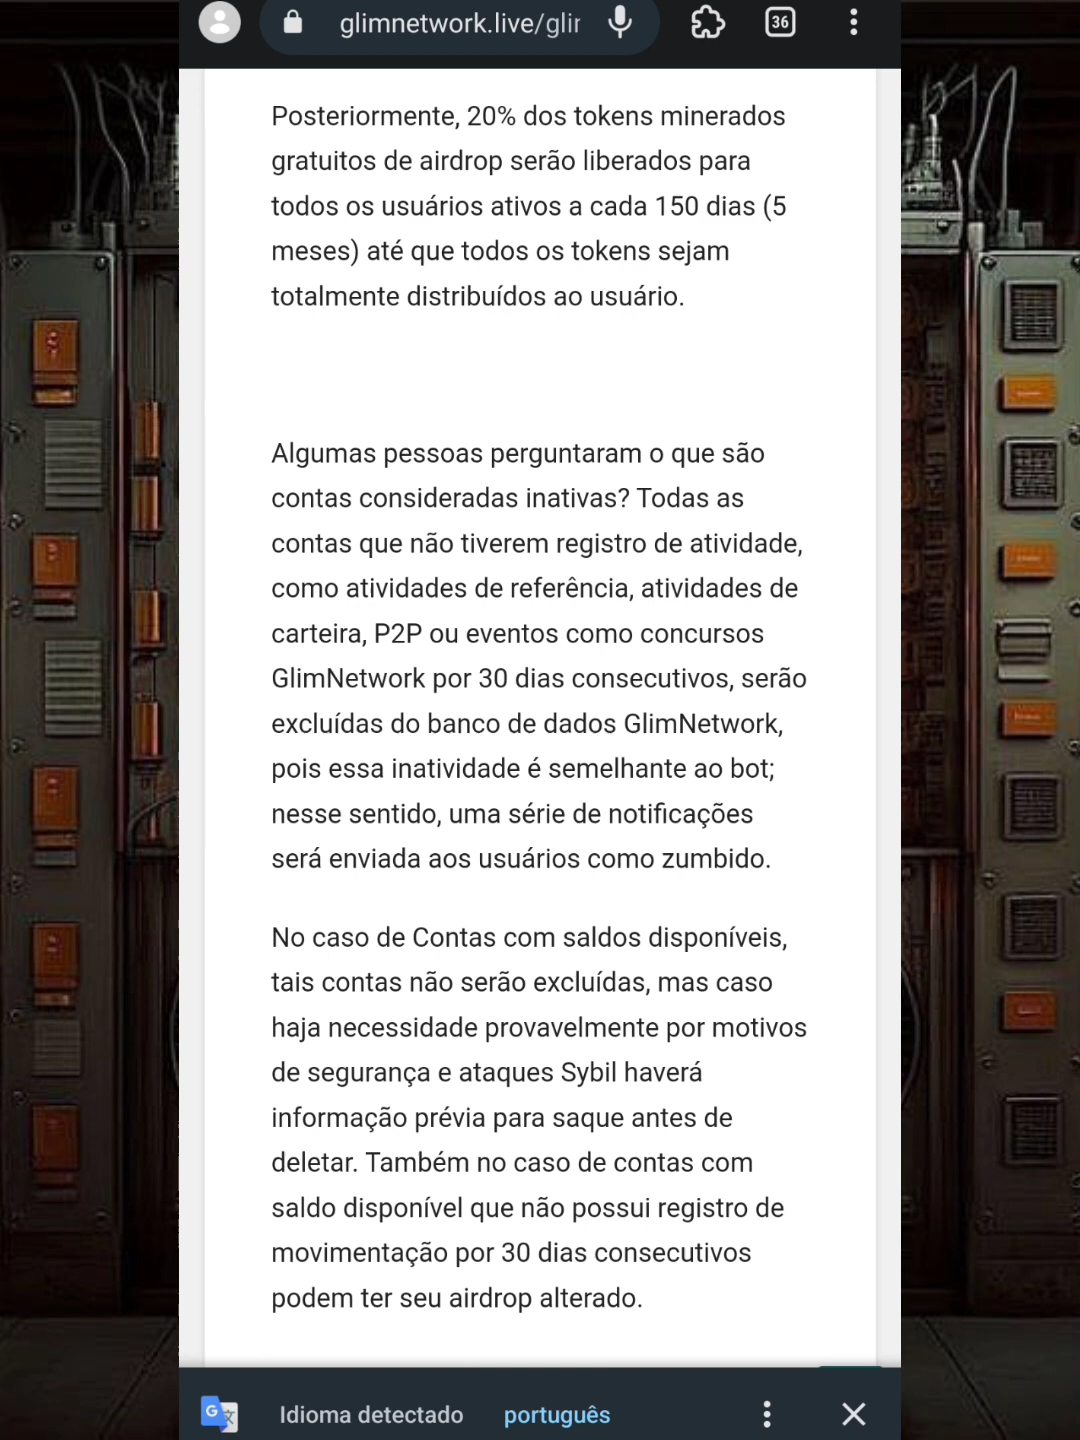 glimnetwork.live/glir
36
Posteriormente, 20% dos tokens minerados
gratuitos de airdrop serão liberados para
todos os usuários ativos a cada 150 dias (5
meses) até que todos os tokens sejam
totalmente distribuídos ao usuário.
Algumas pessoas perguntaram o que são
contas consideradas inativas? Todas as
contas que não tiverem registro de atividade,
como atividades de referência, atividades de
carteira, P2P ou eventos como concursos
GlimNetwork por 30 dias consecutivos, serão
excluídas do banco de dados GlimNetwork,
pois essa inatividade é semelhante ao bot;
nesse sentido, uma série de notificações
será enviada aos usuários como zumbido.
No caso de Contas com saldos disponíveis,
tais contas não serão excluídas, mas caso
haja necessidade provavelmente por motivos
de segurança e ataques Sybil haverá
informação prévia para saque antes de
deletar. Também no caso de contas com
saldo disponível que não possui registro de
movimentação por 30 dias consecutivos
podem ter seu airdrop alterado.
G 文 Idioma detectado português